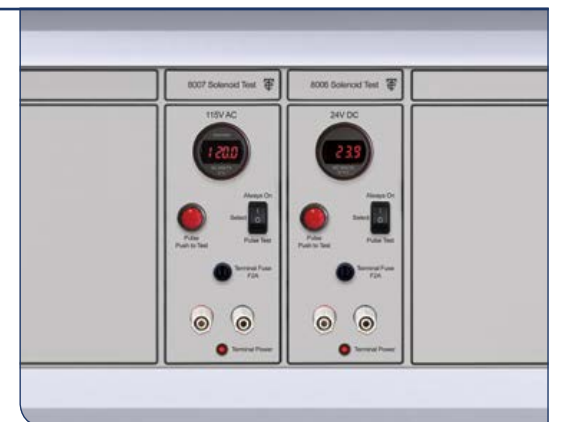 6007 Solenoid Test
115V AC
120.0
Always On
I
Select
O
Pulse
Push to Test
Pulse Test
Terminal Fuse
F2A
Terminal Power
6006 Solenoid Test
24V DC
23.9
Always On
I
Select
O
Pulse
Push to Test
Pulse Test
Terminal Fuse
F2A
Terminal Power